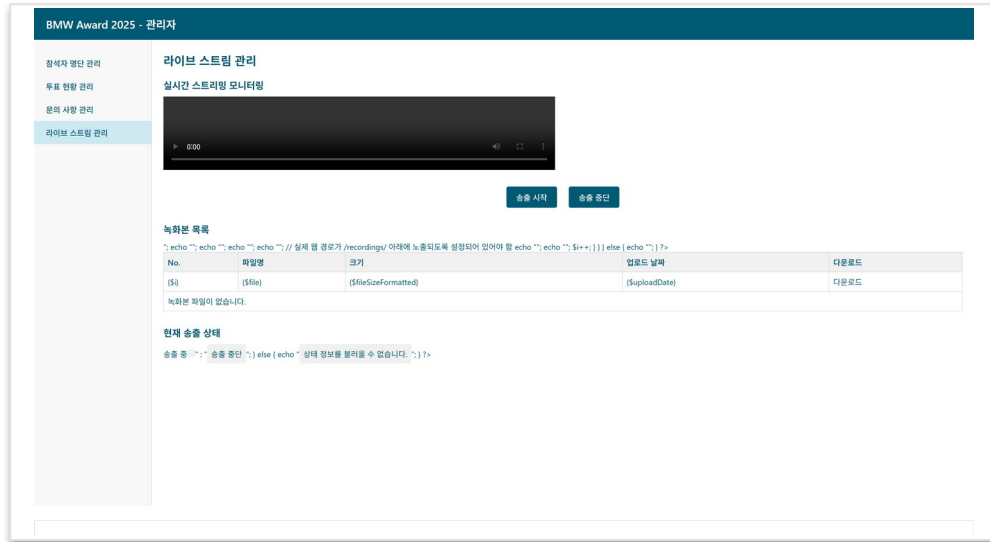 BMW Award 2025 - 관리자
참석자 명단 관리
투표 현황 관리
문의 사항 관리
라이브 스트림 관리
라이브 스트림 관리
실시간 스트리밍 모니터링
0:00
송출 시작 송출 중단
녹화본 목록
"; echo ""; echo ""; echo ""; echo ""; // 실제 웹 경로가 /recordings/ 아래에 노출되도록 설정되어 있어야 함 echo ""; echo ""; $i++; } } } else { echo ""; } ?>
No. 파일명 크기 업로드 날짜 다운로드
{$i} {$file} {$fileSizeFormatted} {$uploadDate} 다운로드
녹화본 파일이 없습니다.
현재 송출 상태
송출 중 " : " 송출 중단 "; } else { echo " 상태 정보를 불러올 수 없습니다. "; } ?>